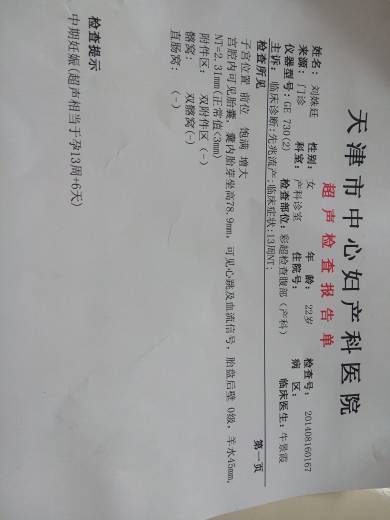 天津市中心妇产科医院
超声检查报告单
第一页
姓名： 刘姝廷 性别： 女 年龄： 22岁 检查号： 201408160167
来源： 门诊 科室： 产科诊室 住院号： 病区：
仪器型号：GE 730(2) 检查部位：彩超检查腹部（产科） 临床医生：牛景霞
主诉： 临床诊断:先兆流产;临床症状:13周NT;
检查所见
子宫位置 前位 饱满 增大
宫腔内可见胎囊，囊内胎芽坐高78.9mm，可见心跳及血流信号，胎盘后壁 0级，羊水45mm，
NT=2.31mm(正常值<3mm)
附件区： 双附件区（-）
髂窝： 双髂窝(-)
直肠窝： (-)
检查提示
中期妊娠(超声相当于孕13周+6天)